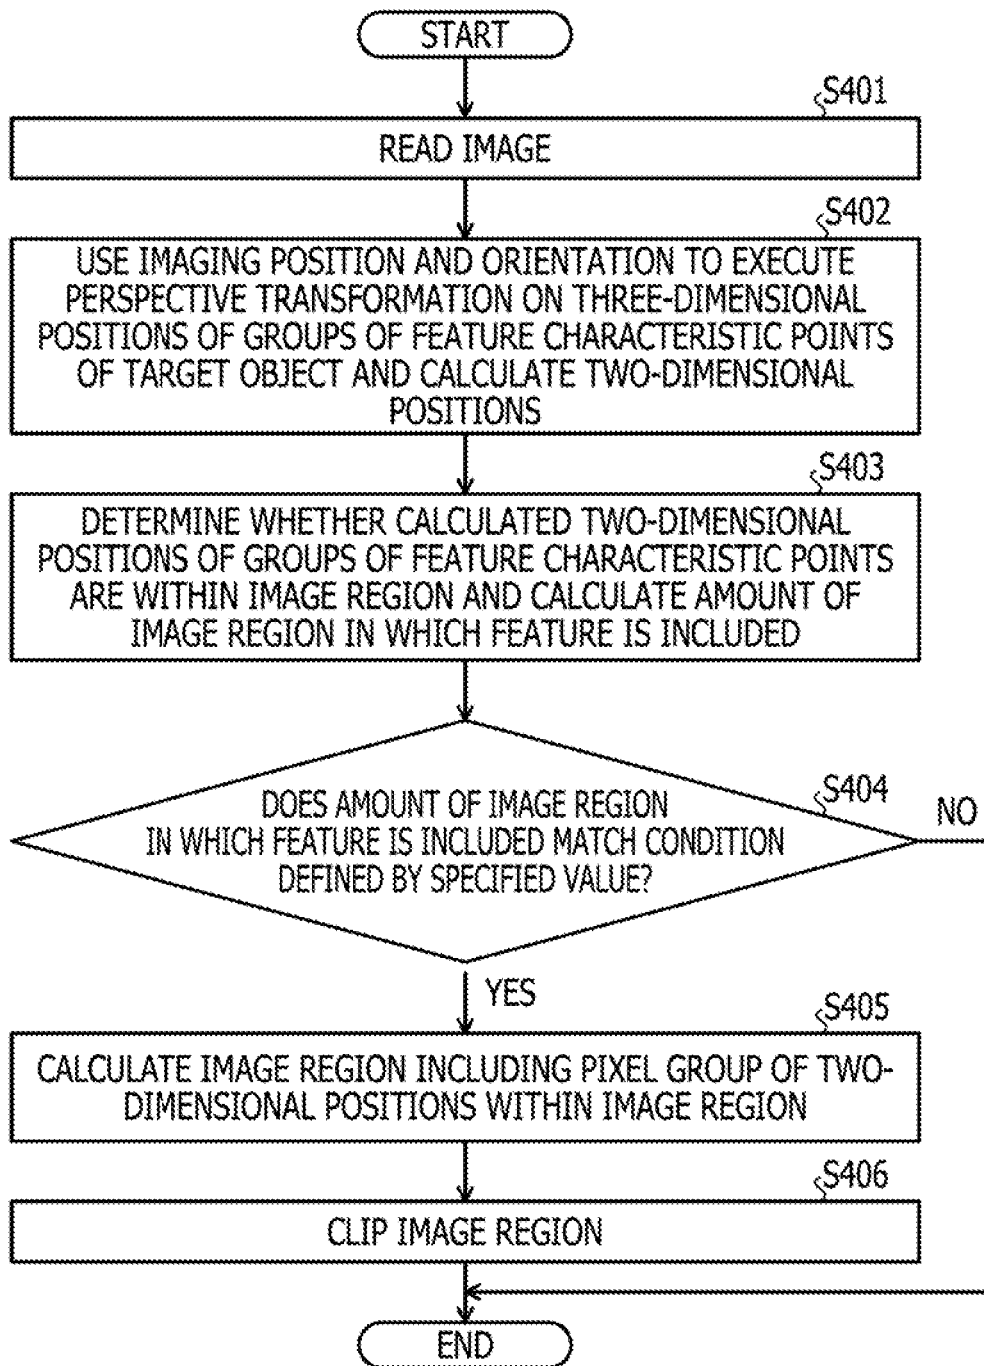 START
S401
READ IMAGE
S402
USE IMAGING POSITION AND ORIENTATION TO EXECUTE
PERSPECTIVE TRANSFORMATION ON THREE-DIMENSIONAL
POSITIONS OF GROUPS OF FEATURE CHARACTERISTIC POINTS
OF TARGET OBJECT AND CALCULATE TWO-DIMENSIONAL
POSITIONS
S403
DETERMINE WHETHER CALCULATED TWO-DIMENSIONAL
POSITIONS OF GROUPS OF FEATURE CHARACTERISTIC POINTS
ARE WITHIN IMAGE REGION AND CALCULATE AMOUNT OF
IMAGE REGION IN WHICH FEATURE IS INCLUDED
S404
DOES AMOUNT OF IMAGE REGION
IN WHICH FEATURE IS INCLUDED MATCH CONDITION
DEFINED BY SPECIFIED VALUE?
NO
YES
S405
CALCULATE IMAGE REGION INCLUDING PIXEL GROUP OF TWO-
DIMENSIONAL POSITIONS WITHIN IMAGE REGION
S406
CLIP IMAGE REGION
END